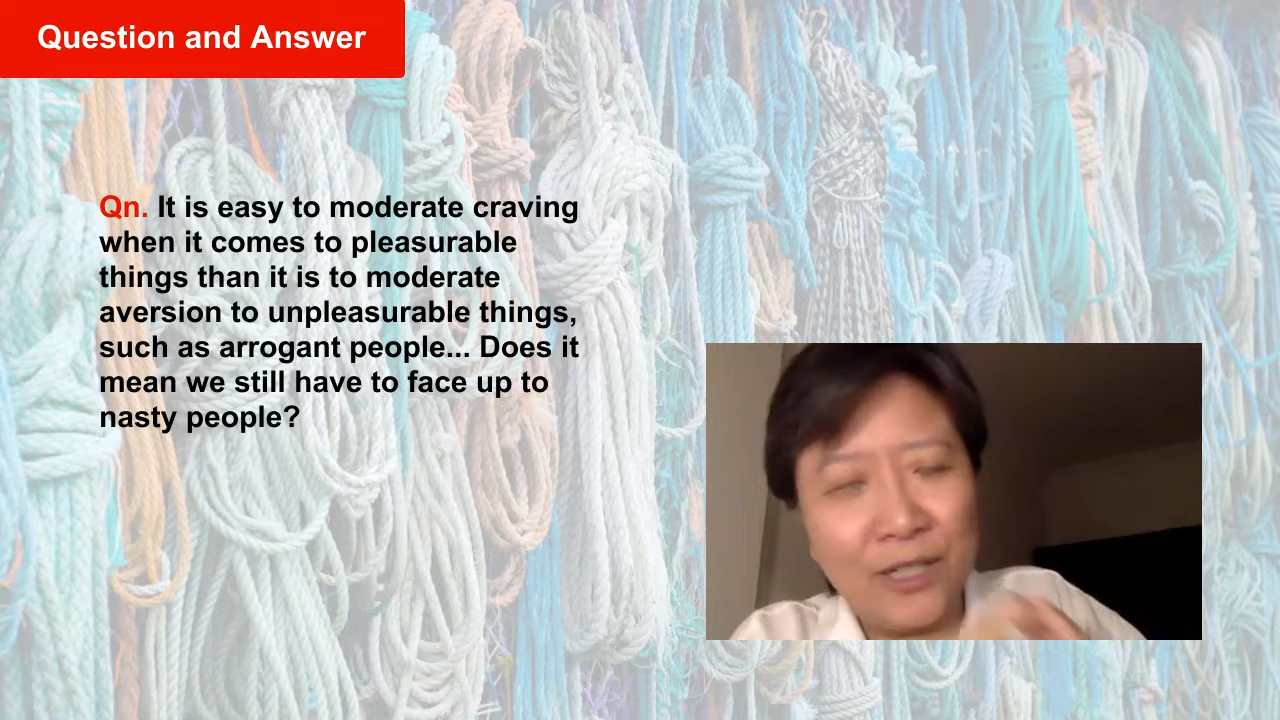 Question and Answer
Qn. It is easy to moderate craving
when it comes to pleasurable
things than it is to moderate
aversion to unpleasurable things,
such as arrogant people... Does it
mean we still have to face up to
nasty people?